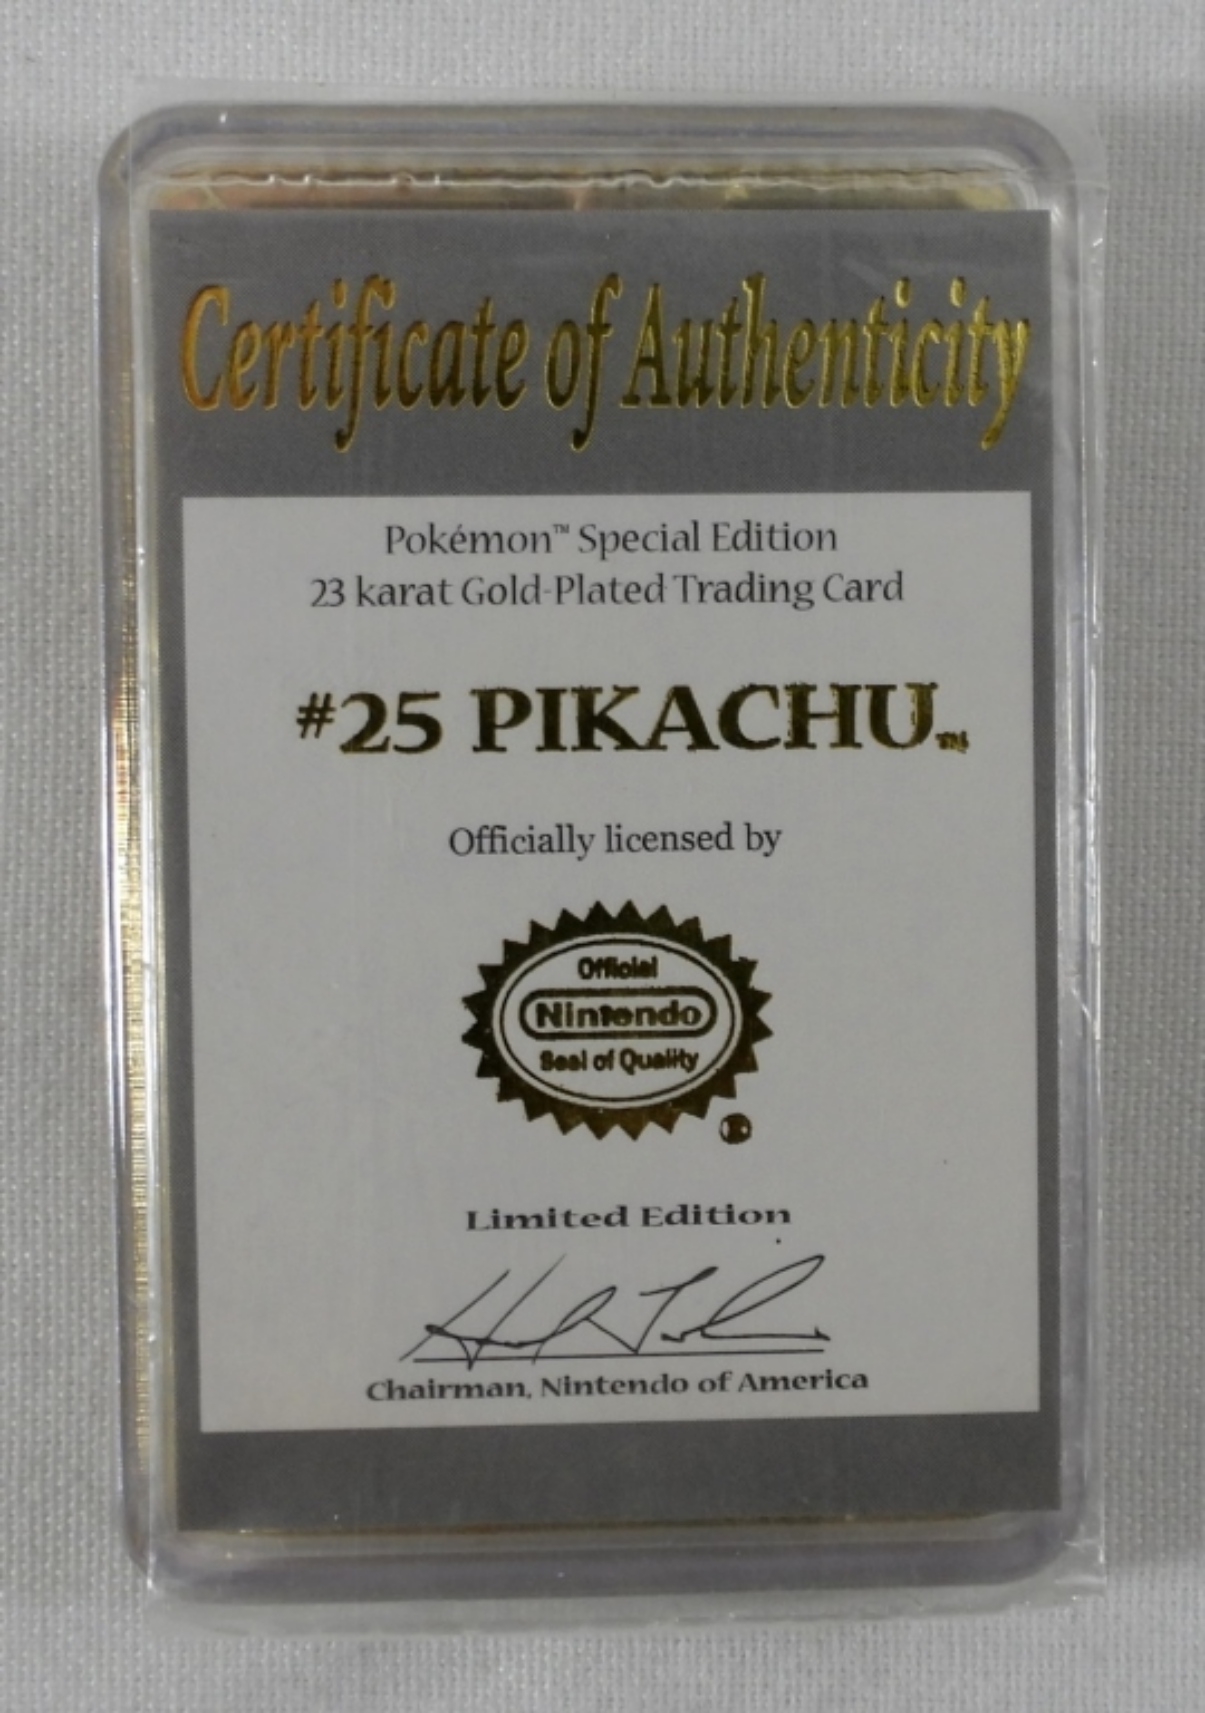 Certificate of Authenticity
Pokémon™ Special Edition
23 karat Gold-Plated Trading Card
#25 PIKACHU™
Officially licensed by
Official
Nintendo
Seal of Quality
Limited Edition
Chairman, Nintendo of America